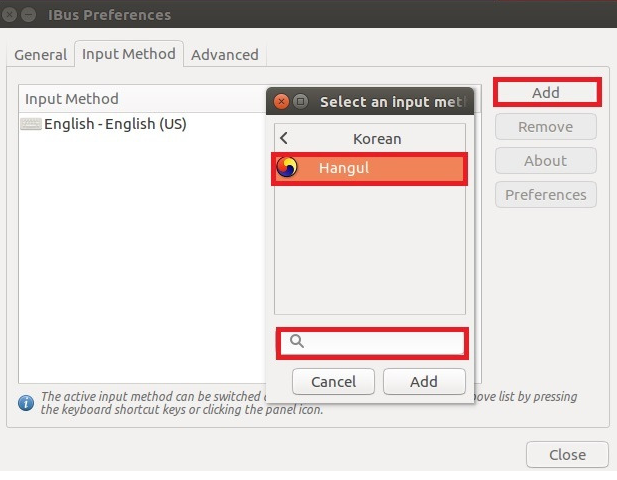 IBus Preferences
General Input Method Advanced
Input Method
English - English (US)
Add
Remove
About
Preferences
Select an input met
Korean
Hangul
Cancel Add
The active input method can be switched
ove list by pressing
the keyboard shortcut keys or clicking the panel icon.
Close